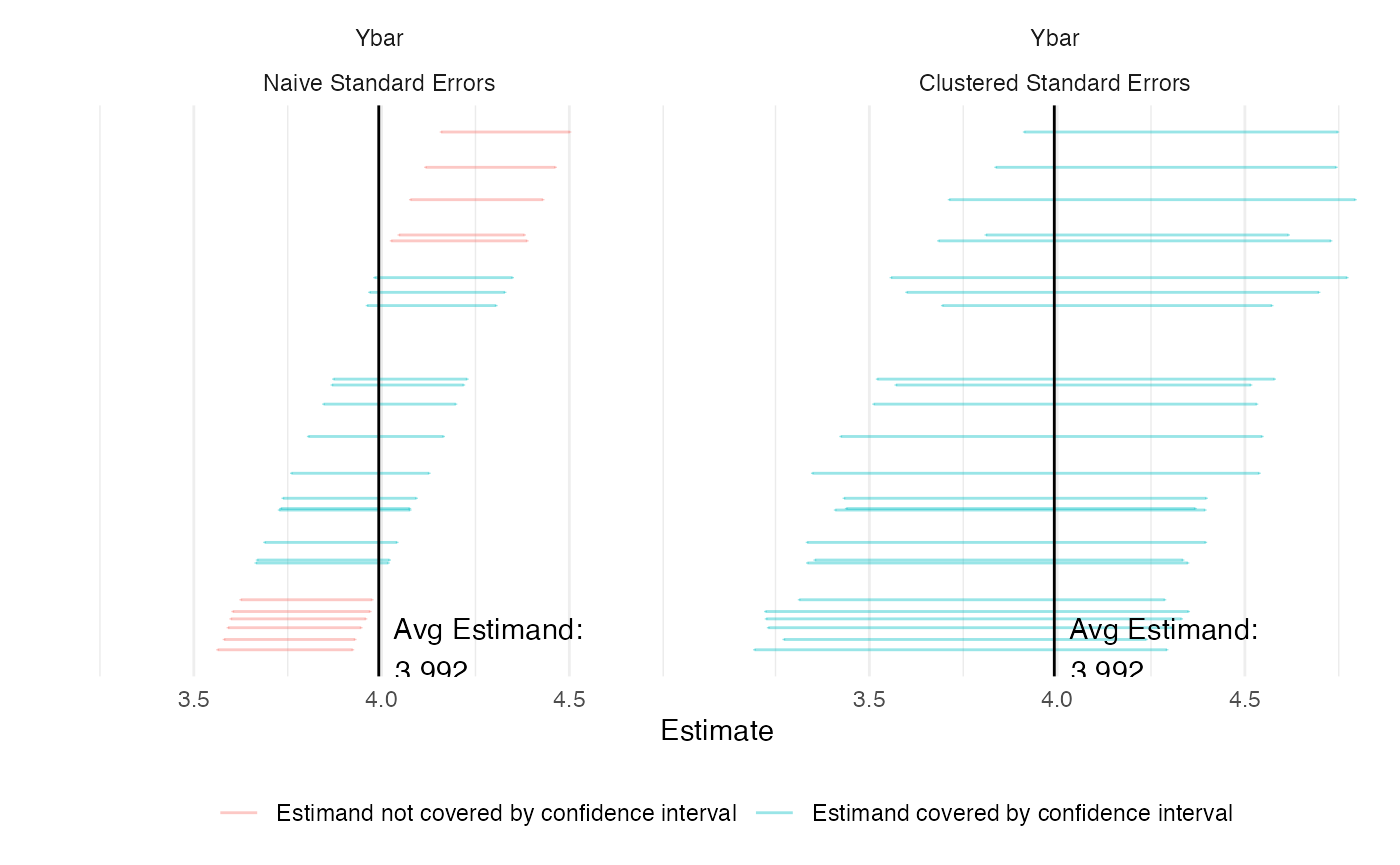 Ybar
Ybar
Naive Standard Errors
Clustered Standard Errors
Avg Estimand:
3.992
Avg Estimand:
3.992
3.5 4.0 4.5
3.5 4.0 4.5
Estimate
Estimand not covered by confidence interval
Estimand covered by confidence interval